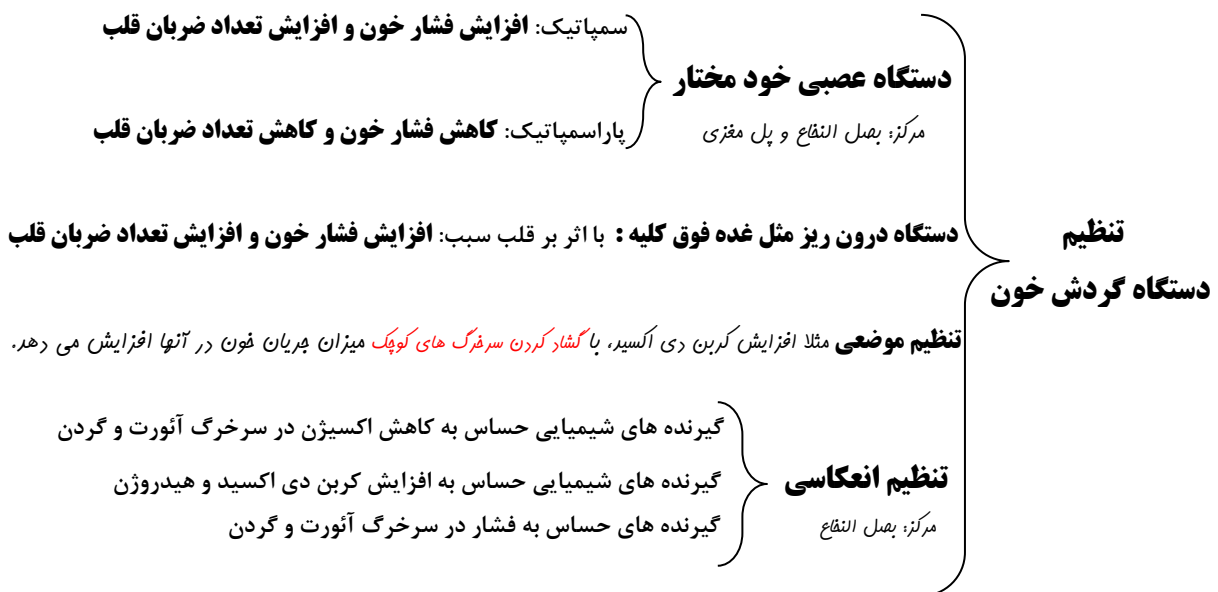 تنظیم
دستگاه گردش خون
دستگاه عصبی خود مختار
مرکز: بصل النفاع و پل مغزی
سمپاتیک: افزایش فشار خون و افزایش تعداد ضربان قلب
پاراسمپاتیک: کاهش فشار خون و کاهش تعداد ضربان قلب
دستگاه درون ریز مثل غده فوق کلیه : با اثر بر قلب سبب: افزایش فشار خون و افزایش تعداد ضربان قلب
تنظیم موضعی مثلا افزایش کربن دی اکسید، با گشاد کردن سرخرگ های کوچک میزان جریان خون در آنها افزایش می دهد.
تنظیم انعکاسی
مرکز: بصل النفاع
گیرنده های شیمیایی حساس به کاهش اکسیژن در سرخرگ آئورت و گردن
گیرنده های شیمیایی حساس به افزایش کربن دی اکسید و هیدروژن
گیرنده های حساس به فشار در سرخرگ آئورت و گردن